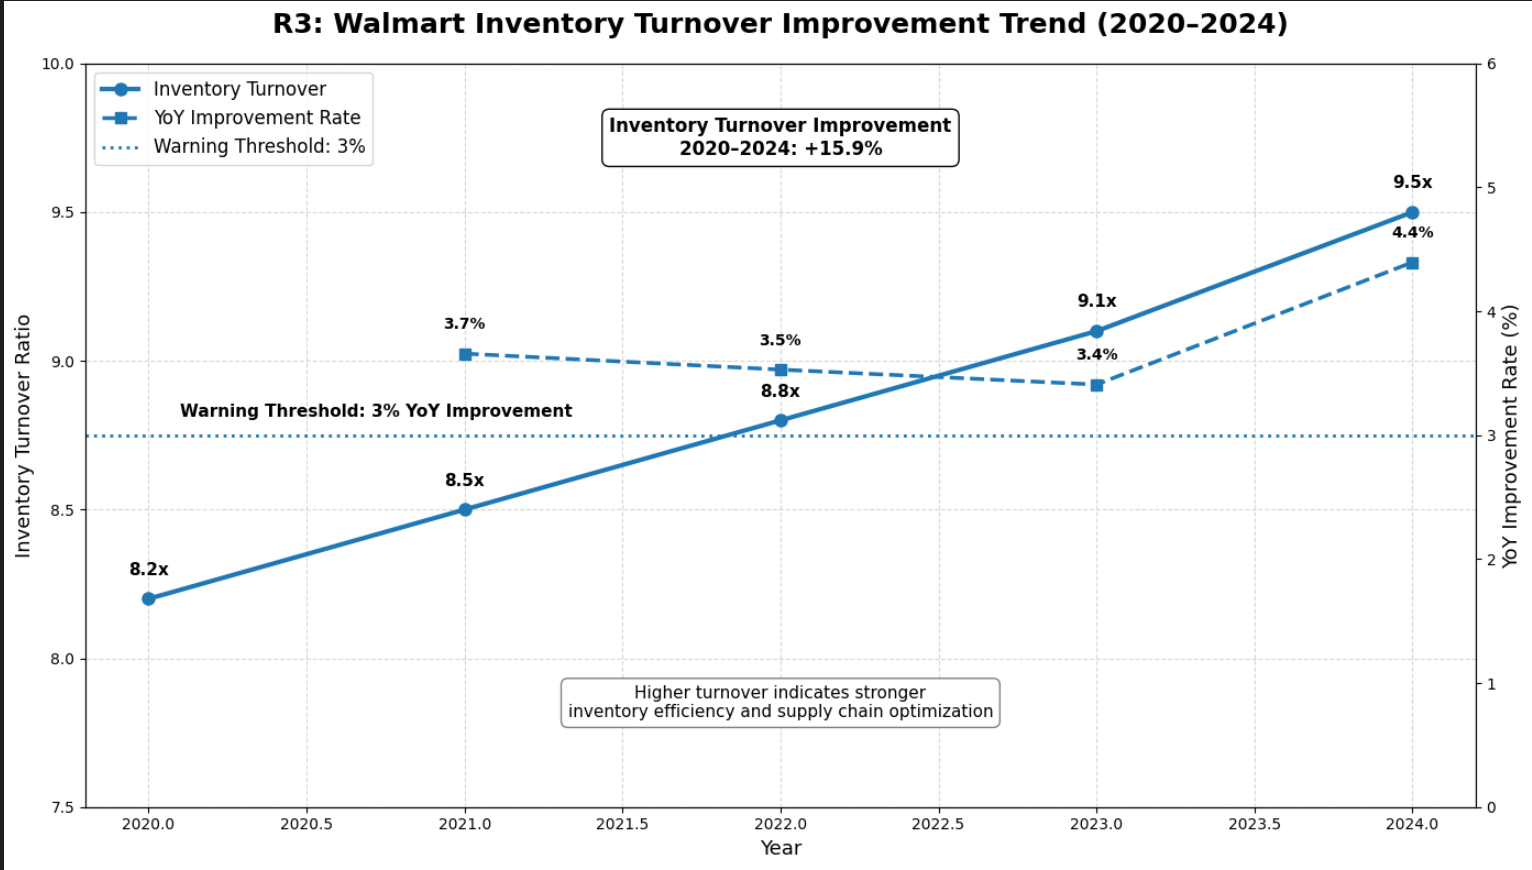 R3: Walmart Inventory Turnover Improvement Trend (2020–2024)
Inventory Turnover
YoY Improvement Rate
Warning Threshold: 3%
Inventory Turnover Improvement
2020–2024: +15.9%
10.0
9.5
9.0
8.5
8.0
7.5
Inventory Turnover Ratio
6
5
4
3
2
1
0
YoY Improvement Rate (%)
9.5x
4.4%
9.1x
3.4%
3.7%
3.5%
8.8x
Warning Threshold: 3% YoY Improvement
8.5x
8.2x
Higher turnover indicates stronger
inventory efficiency and supply chain optimization
2020.0
2020.5
2021.0
2021.5
2022.0
2022.5
2023.0
2023.5
2024.0
Year